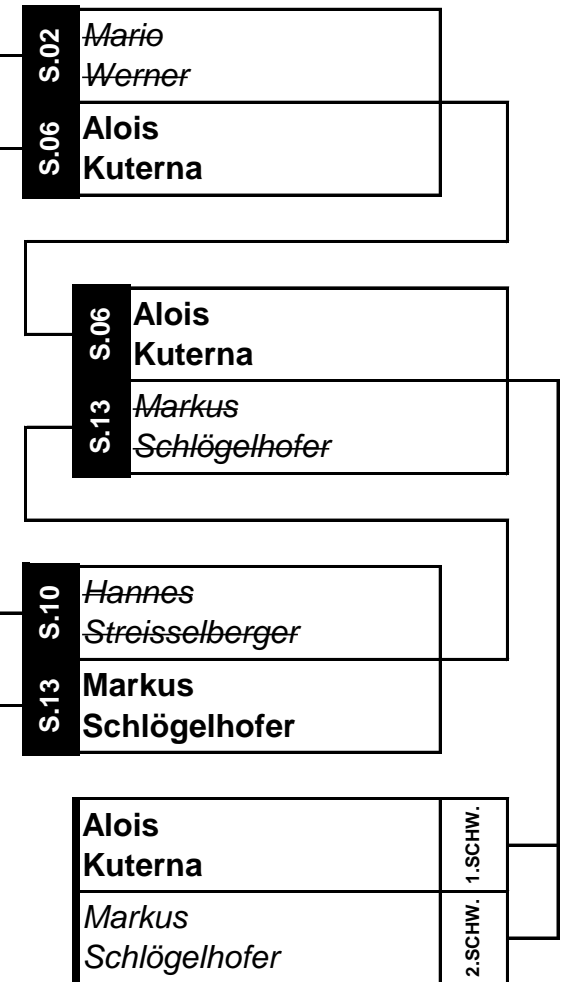 S.02
Mario
Werner
S.06
Alois
Kuterna
S.06
Alois
Kuterna
S.13
Markus
Schlögelhofer
S.10
Hannes
Streisselberger
S.13
Markus
Schlögelhofer
Alois
Kuterna
1.SCHW.
Markus
Schlögelhofer
2.SCHW.